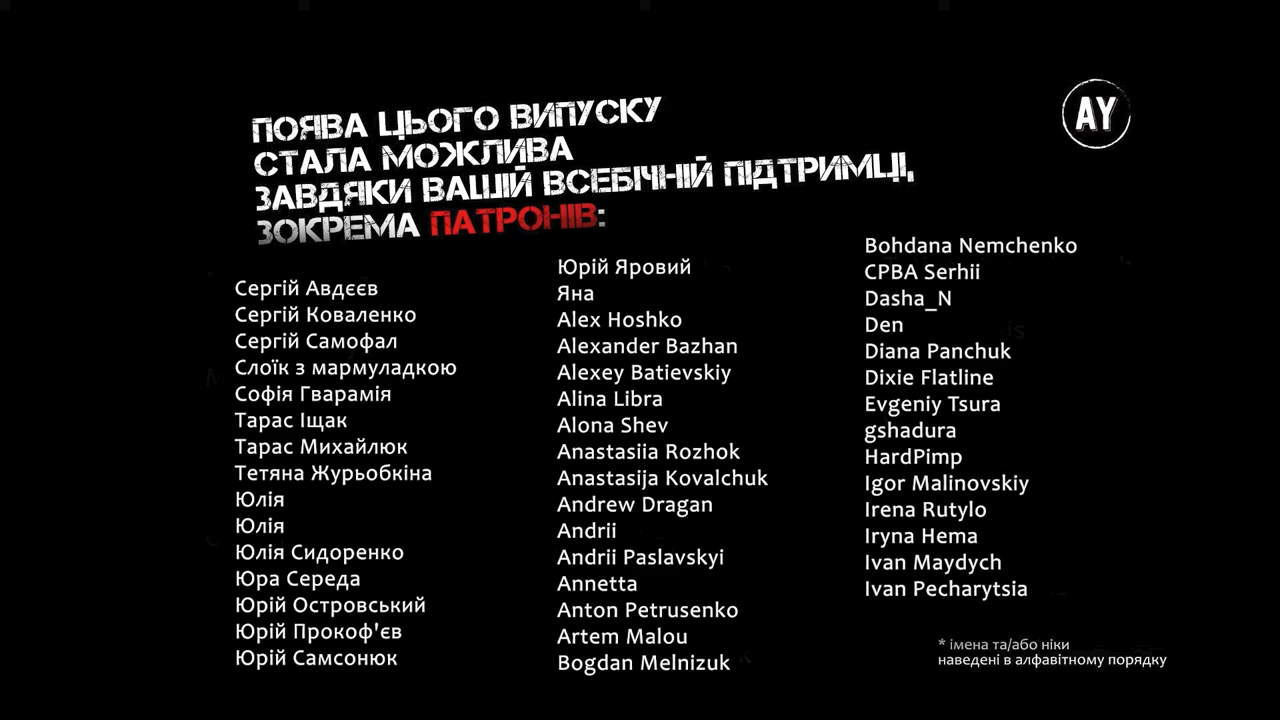 ПОЯВА ЦЬОГО ВИПУСКУ
СТАЛА МОЖЛИВА
ЗАВДЯКИ ВАШІЙ ВСЕБІЧНІЙ ПІДТРИМЦІ,
ЗОКРЕМА ПАТРОНІВ:
AY
Сергій Авдєєв
Сергій Коваленко
Сергій Самофал
Слоїк з мармуладкою
Софія Гварамія
Тарас Іщак
Тарас Михайлюк
Тетяна Журьобкіна
Юлія
Юлія
Юлія Сидоренко
Юра Середа
Юрій Островський
Юрій Прокоф'єв
Юрій Самсонюк
Юрій Яровий
Яна
Alex Hoshko
Alexander Bazhan
Alexey Batievskiy
Alina Libra
Alona Shev
Anastasiia Rozhok
Anastasija Kovalchuk
Andrew Dragan
Andrii
Andrii Paslavskyi
Annetta
Anton Petrusenko
Artem Malou
Bogdan Melnizuk
Bohdana Nemchenko
CPBA Serhii
Dasha_N
Den
Diana Panchuk
Dixie Flatline
Evgeniy Tsura
gshadura
HardPimp
Igor Malinovskiy
Irena Rutylo
Iryna Hema
Ivan Maydych
Ivan Pecharytsia
* імена та/або ніки
наведені в алфавітному порядку